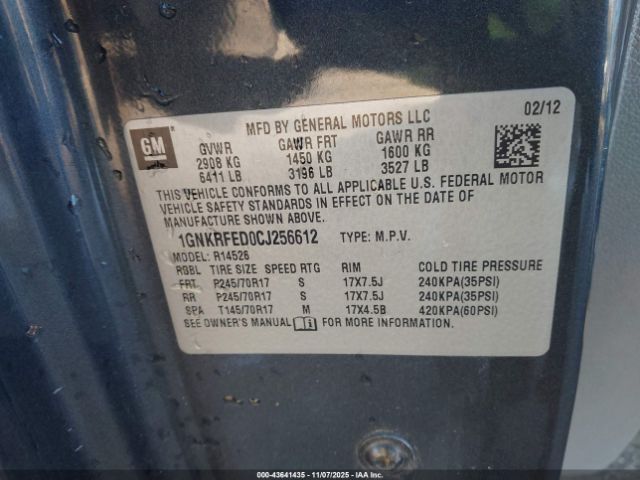 MFD BY GENERAL MOTORS LLC 02/12
GM
GVWR GAWR FRT GAWR RR
2908 KG 1450 KG 1600 KG
6411 LB 3196 LB 3527 LB
THIS VEHICLE CONFORMS TO ALL APPLICABLE U.S. FEDERAL MOTOR
VEHICLE SAFETY STANDARDS IN EFFECT ON THE DATE OF
MANUFACTURE SHOWN ABOVE.
1GNKRFED0CJ256612 TYPE: M.P.V.
MODEL: R14526
RGBL TIRE SIZE SPEED RTG RIM COLD TIRE PRESSURE
FRT P245/70R17 S 17X7.5J 240KPA(35PSI)
RR P245/70R17 S 17X7.5J 240KPA(35PSI)
SPA T145/70R17 M 17X4.5B 420KPA(60PSI)
SEE OWNER'S MANUAL FOR MORE INFORMATION.
000-43641435 - 11/07/2025 - IAAI.COM